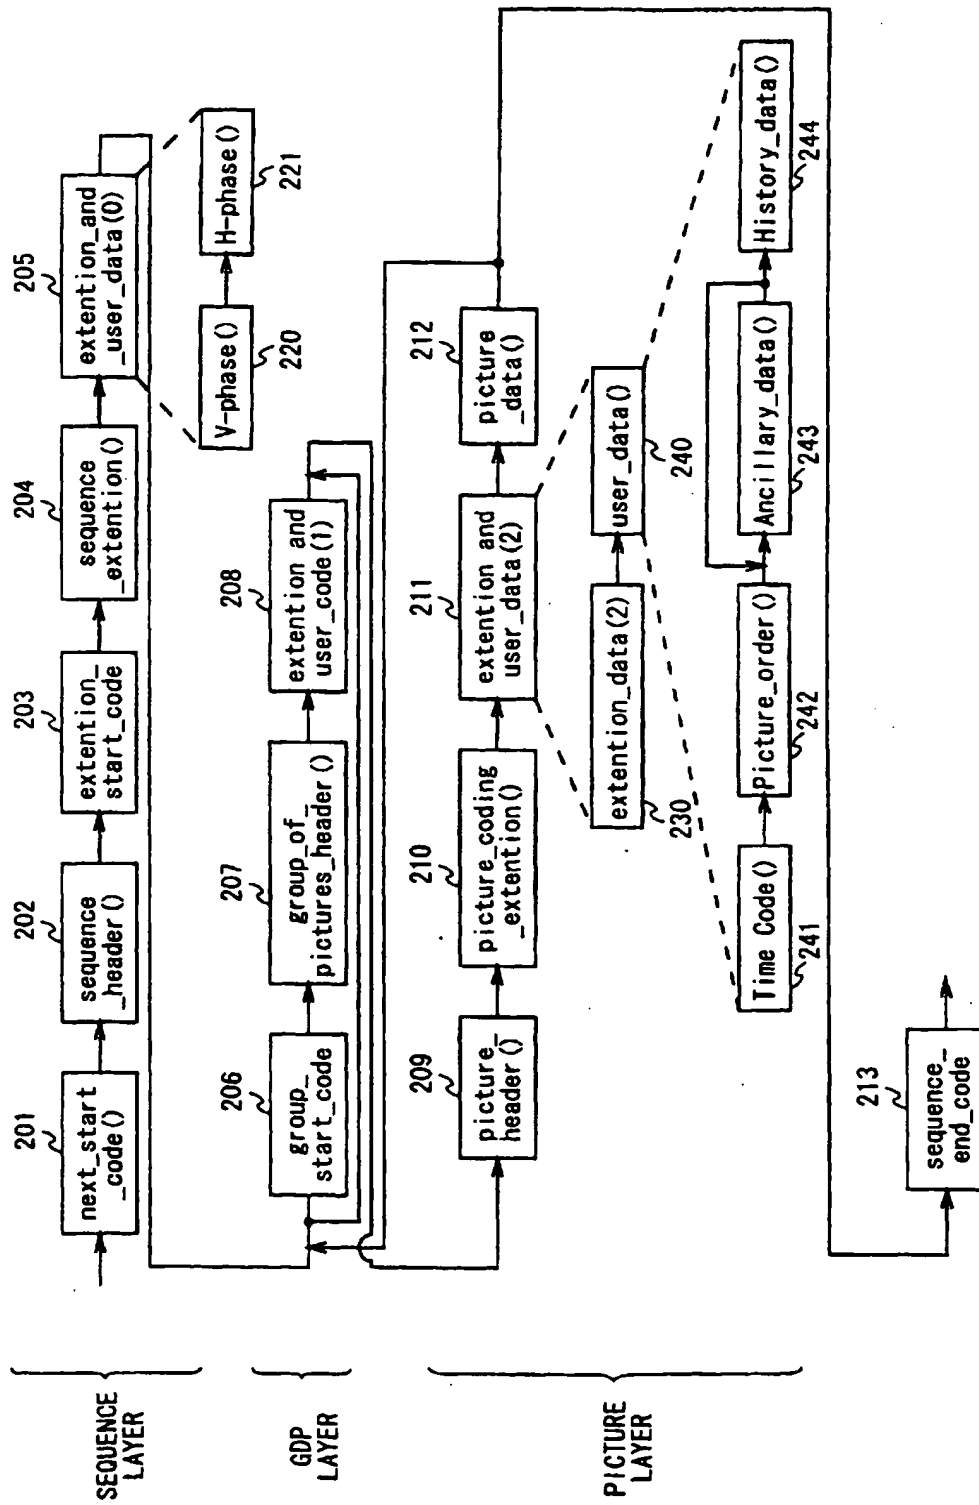 SEQUENCE
LAYER
201
next_start
_code()
202
sequence
_header()
203
extention_
start_code
204
sequence
_extention()
205
extention_and
_user_data(0)
220
V-phase()
221
H-phase()
GDP
LAYER
206
group_
start_code
207
group_of_
pictures_header()
208
extention and
user_code(1)
PICTURE
LAYER
209
picture_
header()
210
picture_coding
_extention()
211
extention and
user_data(2)
212
picture
_data()
230
extention_data(2)
240
user_data()
241
Time Code()
242
Picture_order()
243
Ancillary_data()
244
History_data()
213
sequence_
end_code